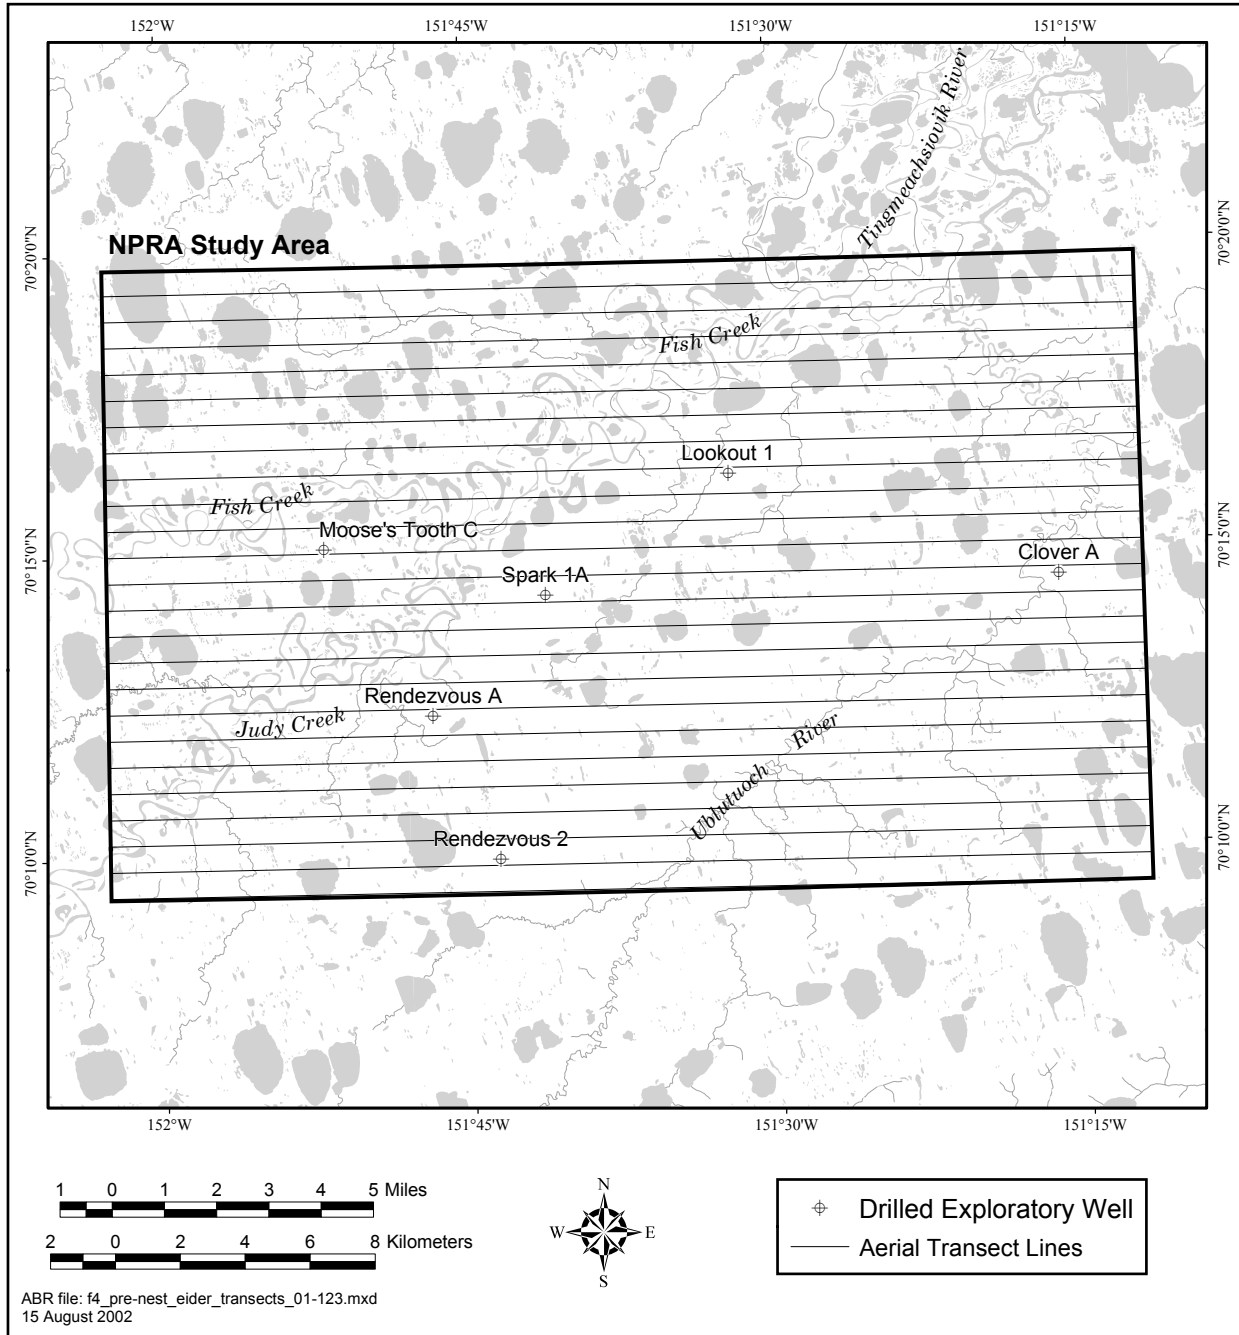 152°W 151°45'W 151°30'W 151°15'W
Tingmeachsiovik River
NPRA Study Area
70°20'0"N
70°20'0"N
Fish Creek
Lookout 1
Fish Creek
Moose's Tooth C
70°15'0"N
70°15'0"N
Clover A
Spark 1A
Rendezvous A
Judy Creek
Ublutuoch River
Rendezvous 2
70°10'0"N
70°10'0"N
152°W 151°45'W 151°30'W 151°15'W
1 0 1 2 3 4 5 Miles
2 0 2 4 6 8 Kilometers
N
W E
S
Drilled Exploratory Well
Aerial Transect Lines
ABR file: f4_pre-nest_eider_transects_01-123.mxd
15 August 2002